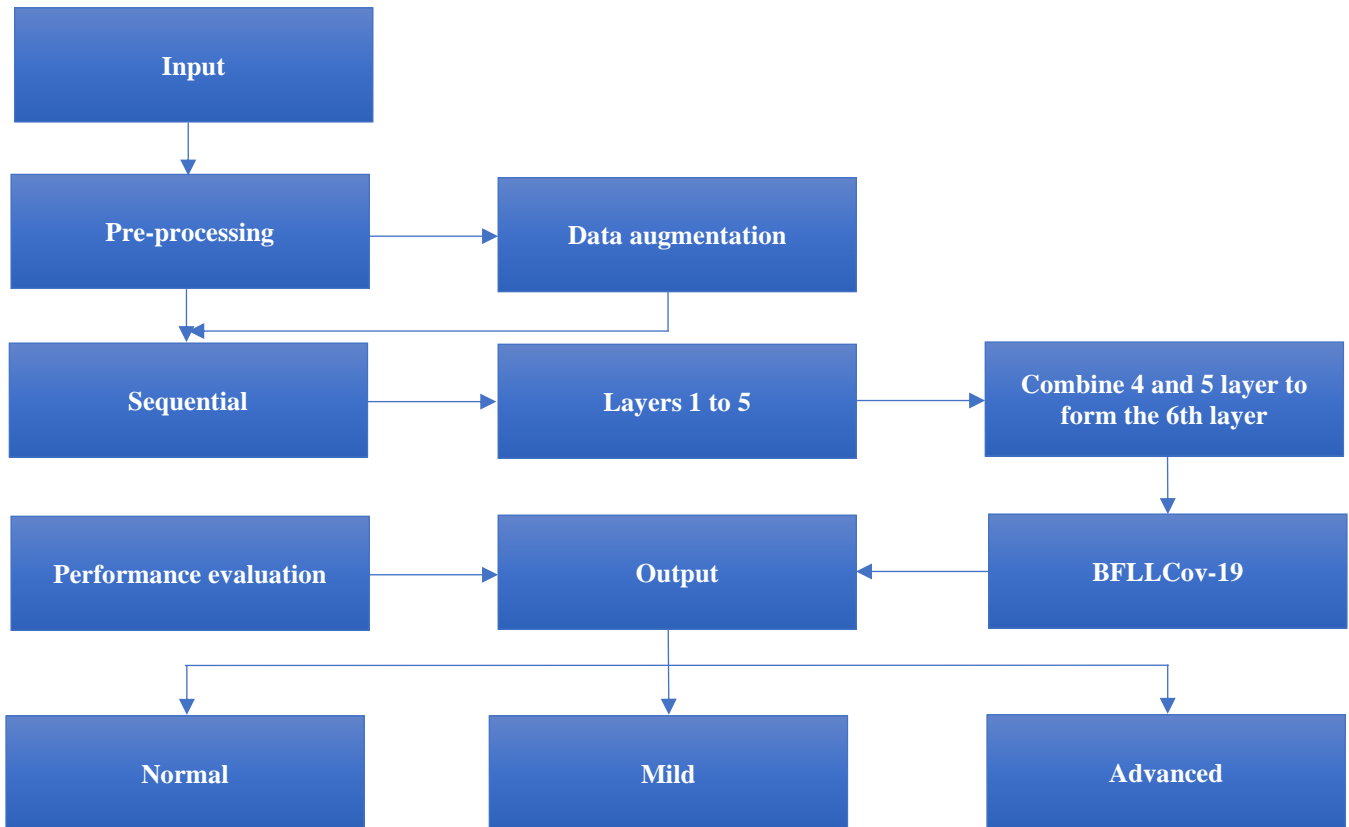 Input
Pre-processing
Data augmentation
Sequential
Layers 1 to 5
Combine 4 and 5 layer to
form the 6th layer
Performance evaluation
Output
BFLLCov-19
Normal
Mild
Advanced